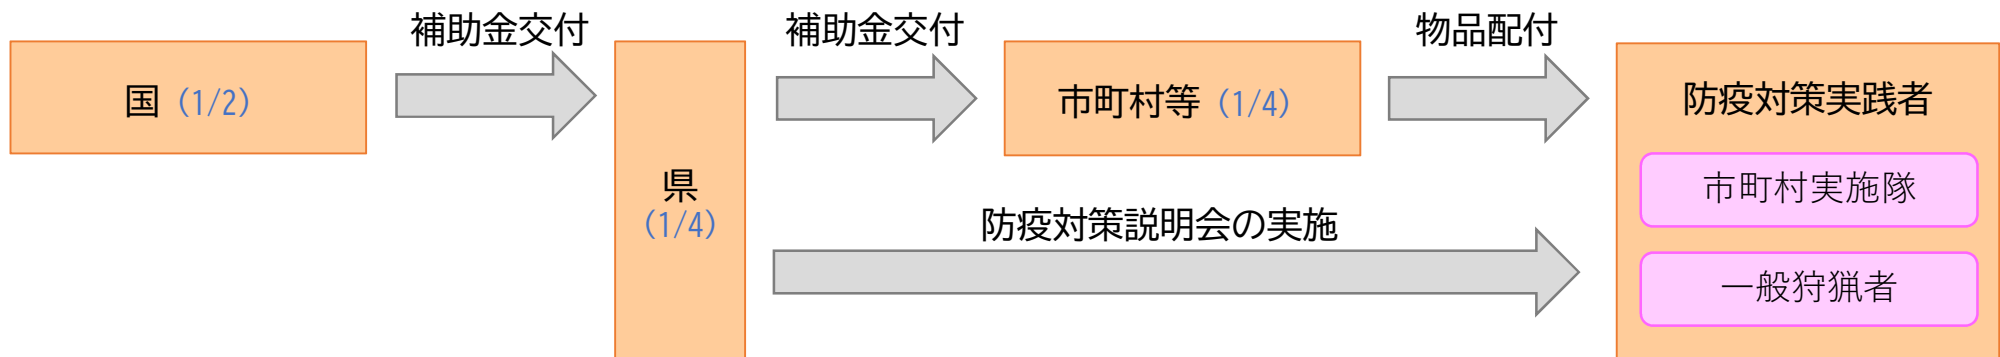 補助金交付
補助金交付
物品配付
国（1/2）
県
（1/4）
市町村等（1/4）
防疫対策実践者
市町村実施隊
一般狩猟者
防疫対策説明会の実施